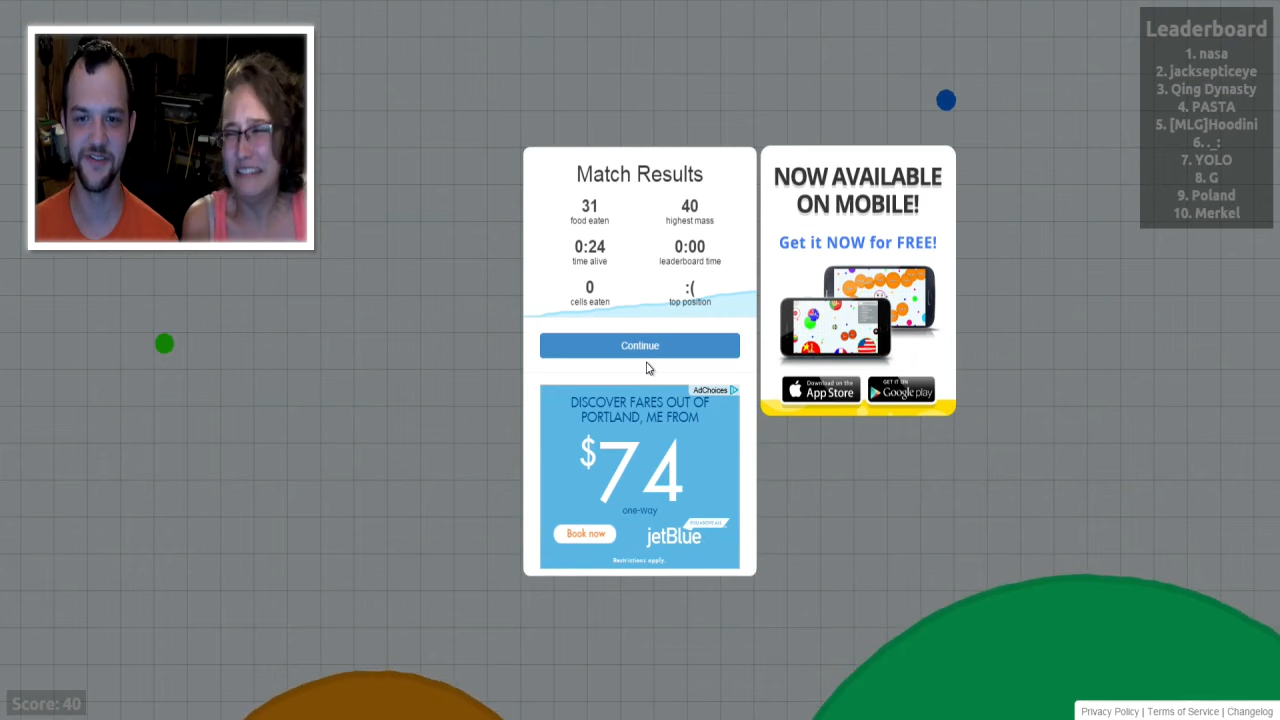 Leaderboard
1. nasa
2. jacksepticeye
3. Qing Dynasty
4. PASTA
5. [MLG]Hoodini
6. ._:
7. YOLO
8. G
9. Poland
10. Merkel
Match Results
31 40
food eaten highest mass
0:24 0:00
time alive leaderboard time
0 :(
cells eaten top position
Continue
AdChoices
DISCOVER FARES OUT OF
PORTLAND, ME FROM
$74
one-way
Book now
YOU ABOVE ALL
jetBlue
Restrictions apply.
NOW AVAILABLE
ON MOBILE!
Get it NOW for FREE!
Download on the
App Store
GET IT ON
Google play
Score: 40
Privacy Policy | Terms of Service | Changelog